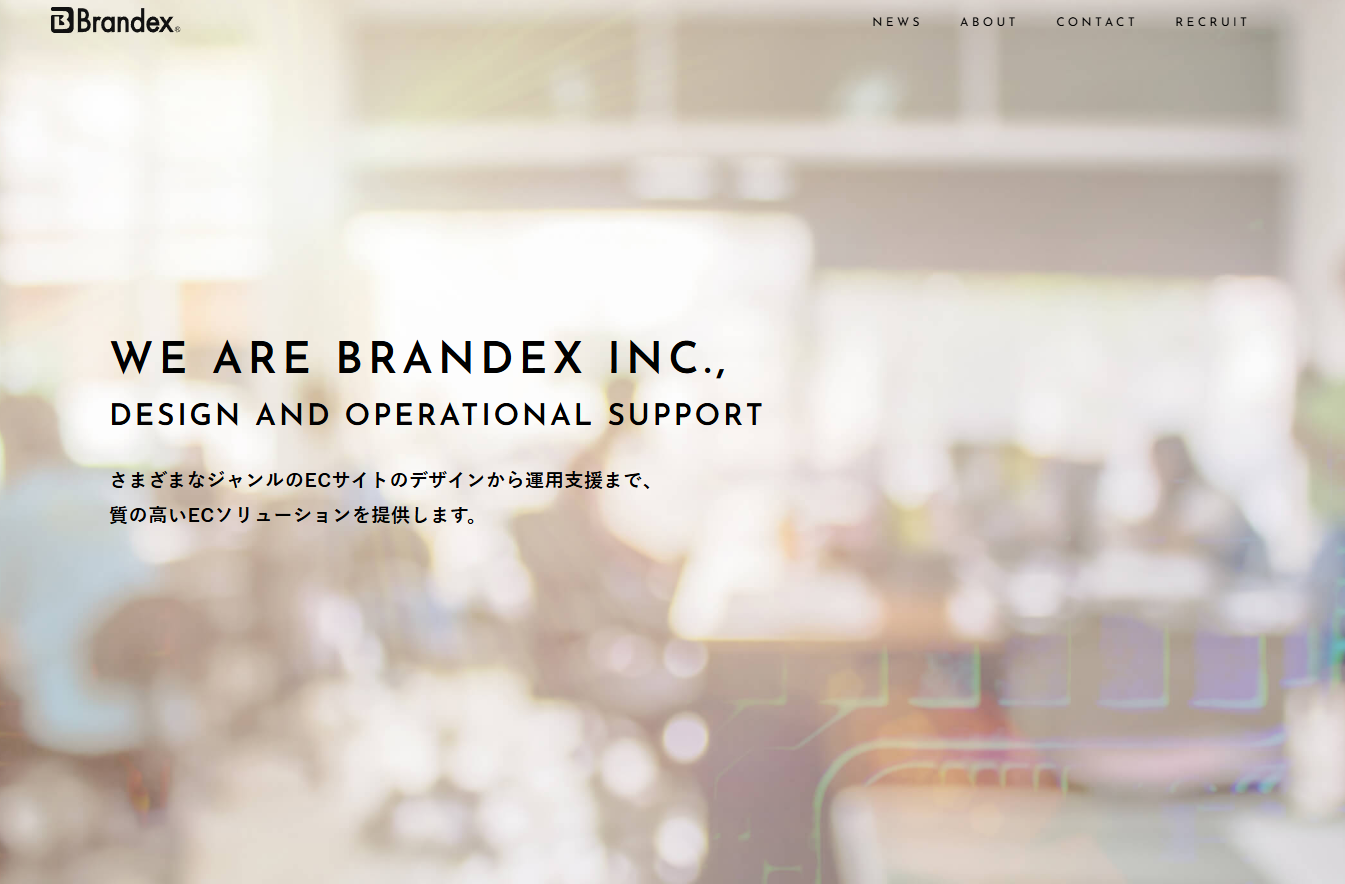 Brandex®
NEWS ABOUT CONTACT RECRUIT
WE ARE BRANDEX INC.,
DESIGN AND OPERATIONAL SUPPORT
さまざまなジャンルのECサイトのデザインから運用支援まで、
質の高いECソリューションを提供します。